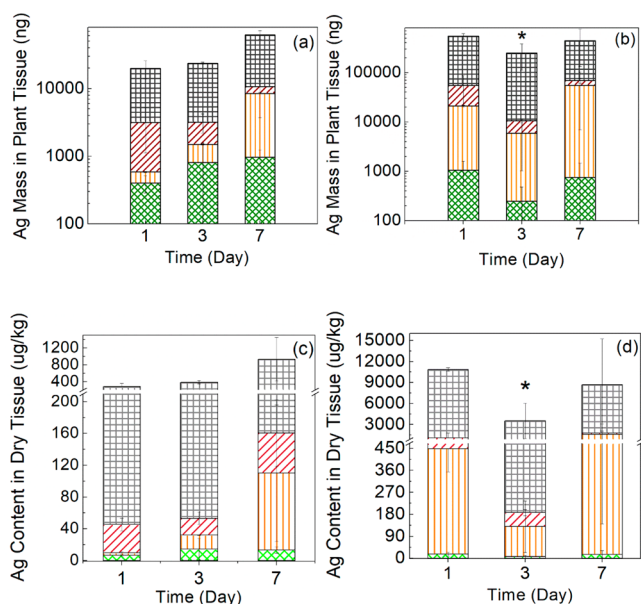 (a)
Ag Mass in Plant Tissue (ng)
10000
1000
100
1 3 7
Time (Day)
(b)
*
Ag Mass in Plant Tissue (ng)
100000
10000
1000
100
1 3 7
Time (Day)
(c)
Ag Content in Dry Tissue (ug/kg)
1200
800
400
160
120
80
40
0
1 3 7
Time (Day)
(d)
*
Ag Content in Dry Tissue (ug/kg)
15000
12000
9000
6000
3000
450
360
270
180
90
0
1 3 7
Time (Day)